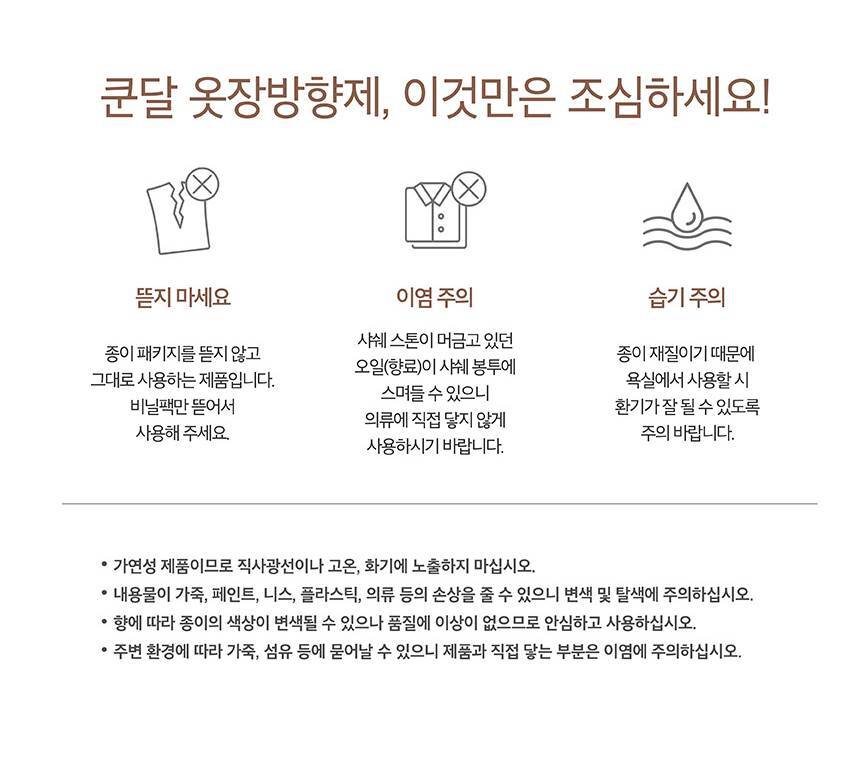 쿤달 옷장방향제, 이것만은 조심하세요!
뜯지 마세요
종이 패키지를 뜯지 않고
그대로 사용하는 제품입니다.
비닐팩만 뜯어서
사용해 주세요.
이염 주의
샤쉐 스톤이 머금고 있던
오일(향료)이 샤쉐 봉투에
스며들 수 있으니
의류에 직접 닿지 않게
사용하시기 바랍니다.
습기 주의
종이 재질이기 때문에
욕실에서 사용할 시
환기가 잘 될 수 있도록
주의 바랍니다.
• 가연성 제품이므로 직사광선이나 고온, 화기에 노출하지 마십시오.
• 내용물이 가죽, 페인트, 니스, 플라스틱, 의류 등의 손상을 줄 수 있으니 변색 및 탈색에 주의하십시오.
• 향에 따라 종이의 색상이 변색될 수 있으나 품질에 이상이 없으므로 안심하고 사용하십시오.
• 주변 환경에 따라 가죽, 섬유 등에 묻어날 수 있으니 제품과 직접 닿는 부분은 이염에 주의하십시오.